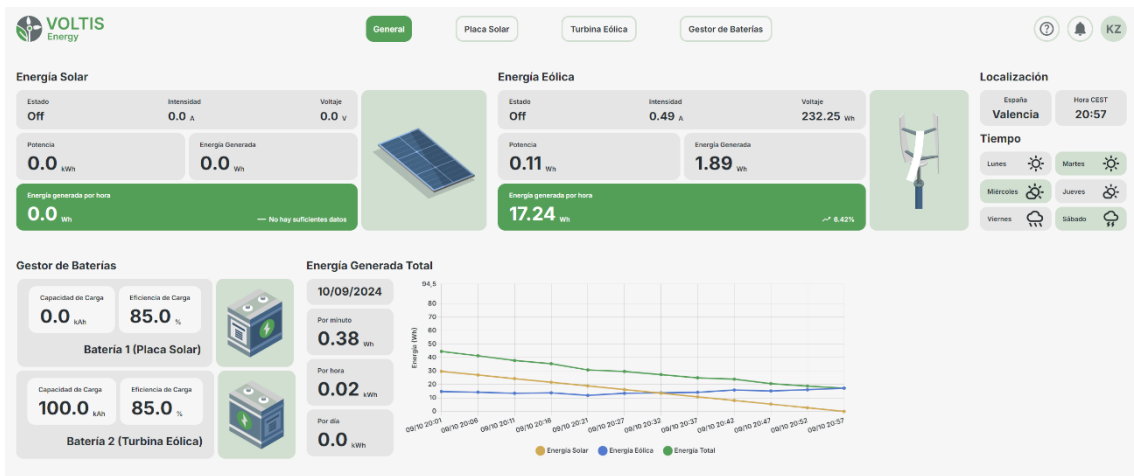 VOLTIS
Energy
General
Placa Solar
Turbina Eólica
Gestor de Baterías
?
KZ
Energía Solar
Estado
Off
Intensidad
0.0 A
Voltaje
0.0 V
Potencia
0.0 kWh
Energía Generada
0.0 Wh
Energía generada por hora
0.0 Wh
No hay suficientes datos
Energía Eólica
Estado
Off
Intensidad
0.49 A
Voltaje
232.25 Wh
Potencia
0.11 Wh
Energía Generada
1.89 Wh
Energía generada por hora
17.24 Wh
6.42%
Localización
España
Valencia
Hora CEST
20:57
Tiempo
Lunes
Martes
Miércoles
Jueves
Viernes
Sábado
Gestor de Baterías
Capacidad de Carga
0.0 kAh
Eficiencia de Carga
85.0 %
Batería 1 (Placa Solar)
Capacidad de Carga
100.0 kAh
Eficiencia de Carga
85.0 %
Batería 2 (Turbina Eólica)
Energía Generada Total
10/09/2024
Por minuto
0.38 Wh
Por hora
0.02 kWh
Por día
0.0 kWh
Energía (Wh)
94,5
80
70
60
50
40
30
20
10
0
09/10 20:01
09/10 20:06
09/10 20:11
09/10 20:16
09/10 20:21
09/10 20:27
09/10 20:32
09/10 20:37
09/10 20:42
09/10 20:47
09/10 20:52
09/10 20:57
Energía Solar
Energía Eólica
Energía Total